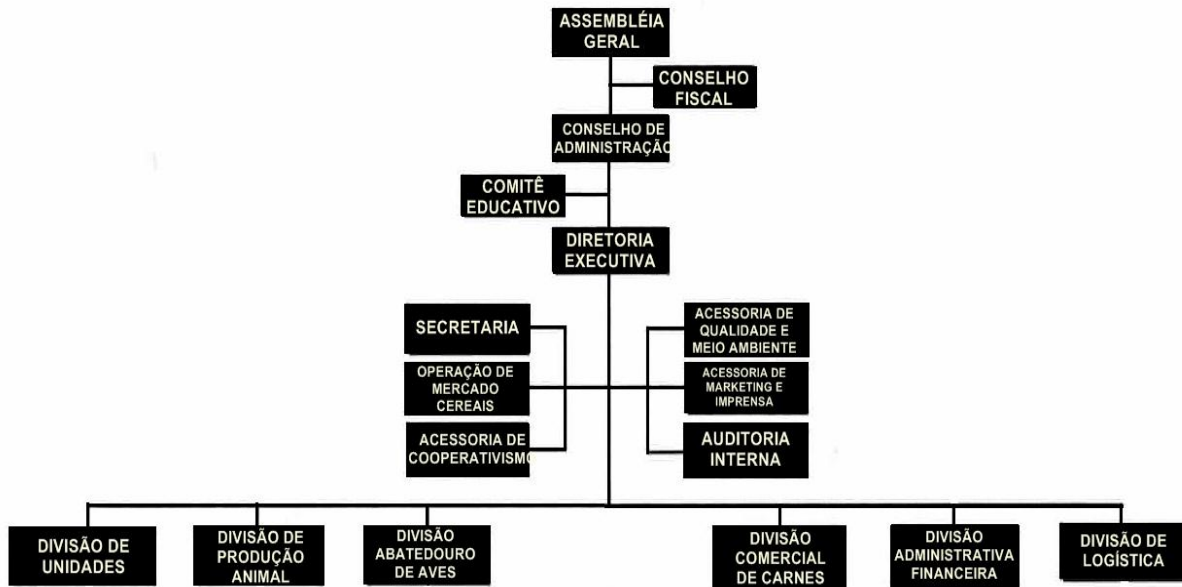 ASSEMBLÉIA
GERAL
CONSELHO
FISCAL
CONSELHO DE
ADMINISTRAÇÃO
COMITÊ
EDUCATIVO
DIRETORIA
EXECUTIVA
SECRETARIA
ACESSORIA DE
QUALIDADE E
MEIO AMBIENTE
OPERAÇÃO DE
MERCADO
CEREAIS
ACESSORIA DE
MARKETING E
IMPRENSA
ACESSORIA DE
COOPERATIVISMO
AUDITORIA
INTERNA
DIVISÃO DE
UNIDADES
DIVISÃO DE
PRODUÇÃO
ANIMAL
DIVISÃO
ABATEDOURO
DE AVES
DIVISÃO
COMERCIAL
DE CARNES
DIVISÃO
ADMINISTRATIVA
FINANCEIRA
DIVISÃO DE
LOGÍSTICA